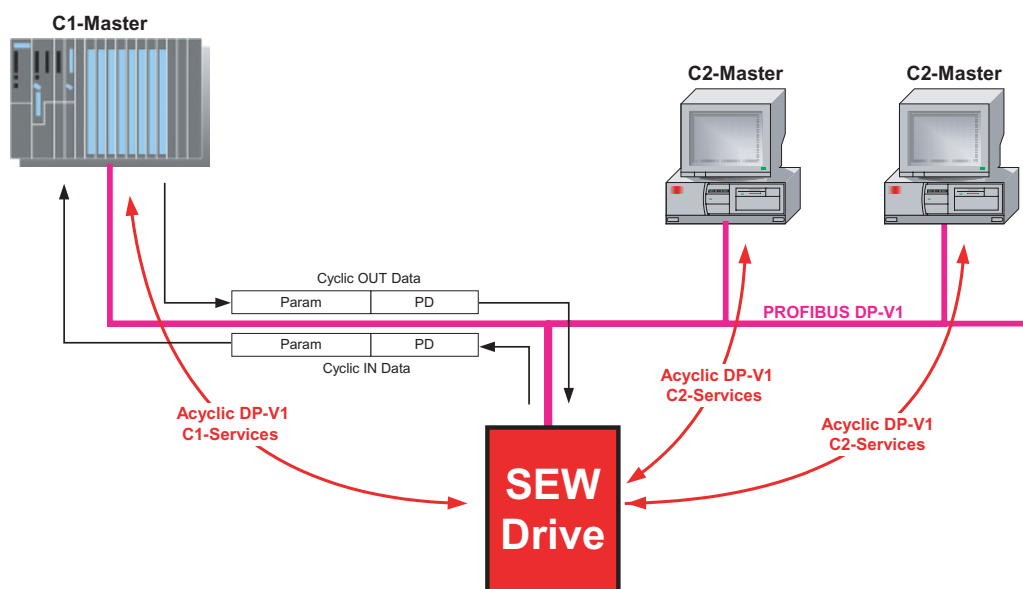 C1-Master
C2-Master
C2-Master
Cyclic OUT Data
Param
PD
PROFIBUS DP-V1
Param
PD
Cyclic IN Data
Acyclic DP-V1
C1-Services
Acyclic DP-V1
C2-Services
Acyclic DP-V1
C2-Services
SEW
Drive